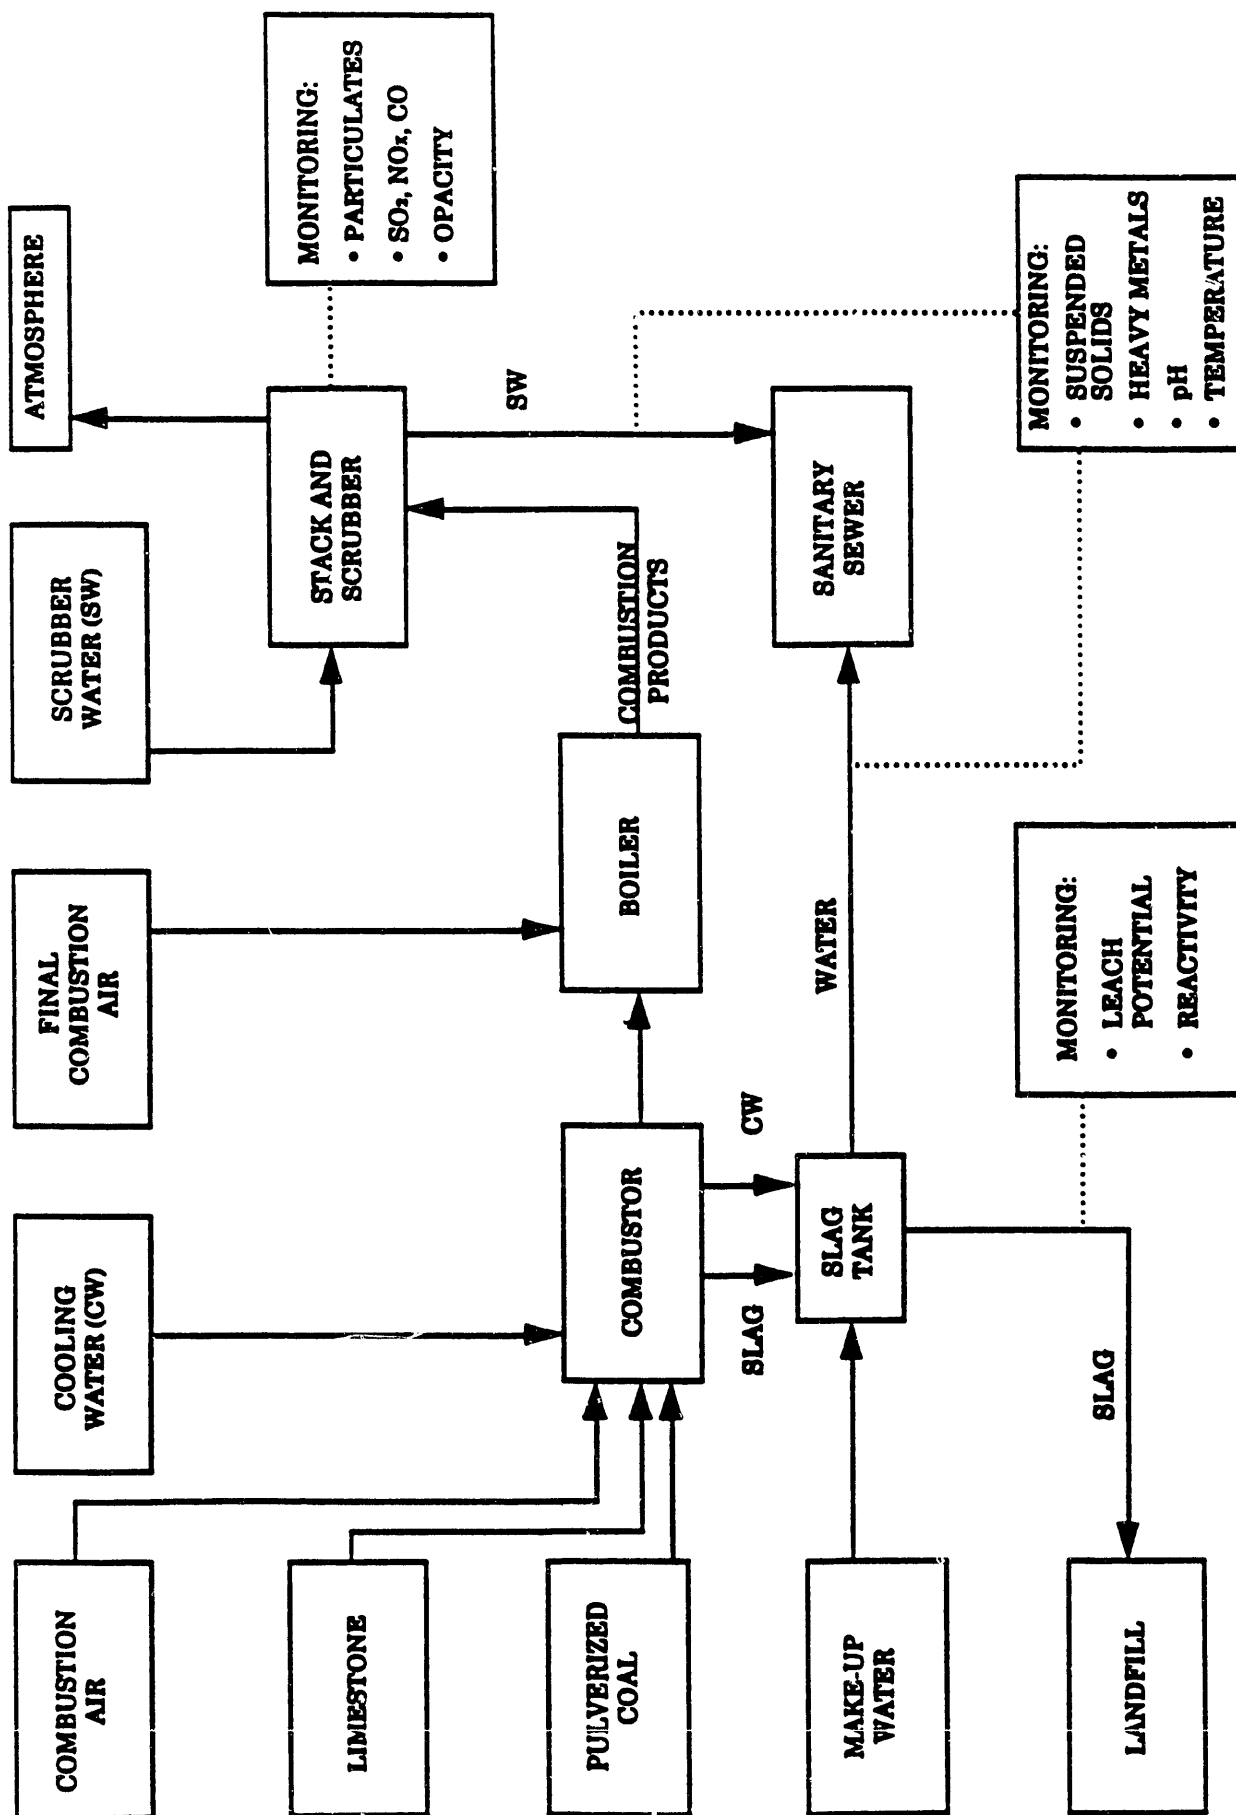 COMBUSTION
AIR
COOLING
WATER (CW)
FINAL
COMBUSTION
AIR
SCRUBBER
WATER (SW)
ATMOSPHERE
LIMESTONE
STACK AND
SCRUBBER
MONITORING:
• PARTICULATES
• SO₂, NOₓ, CO
• OPACITY
PULVERIZED
COAL
COMBUSTOR
BOILER
COMBUSTION
PRODUCTS
SW
SLAG
CW
MAKE-UP
WATER
SLAG
TANK
WATER
SANITARY
SEWER
LANDFILL
SLAG
MONITORING:
• LEACH
POTENTIAL
• REACTIVITY
MONITORING:
• SUSPENDED
SOLIDS
• HEAVY METALS
• pH
• TEMPERATURE